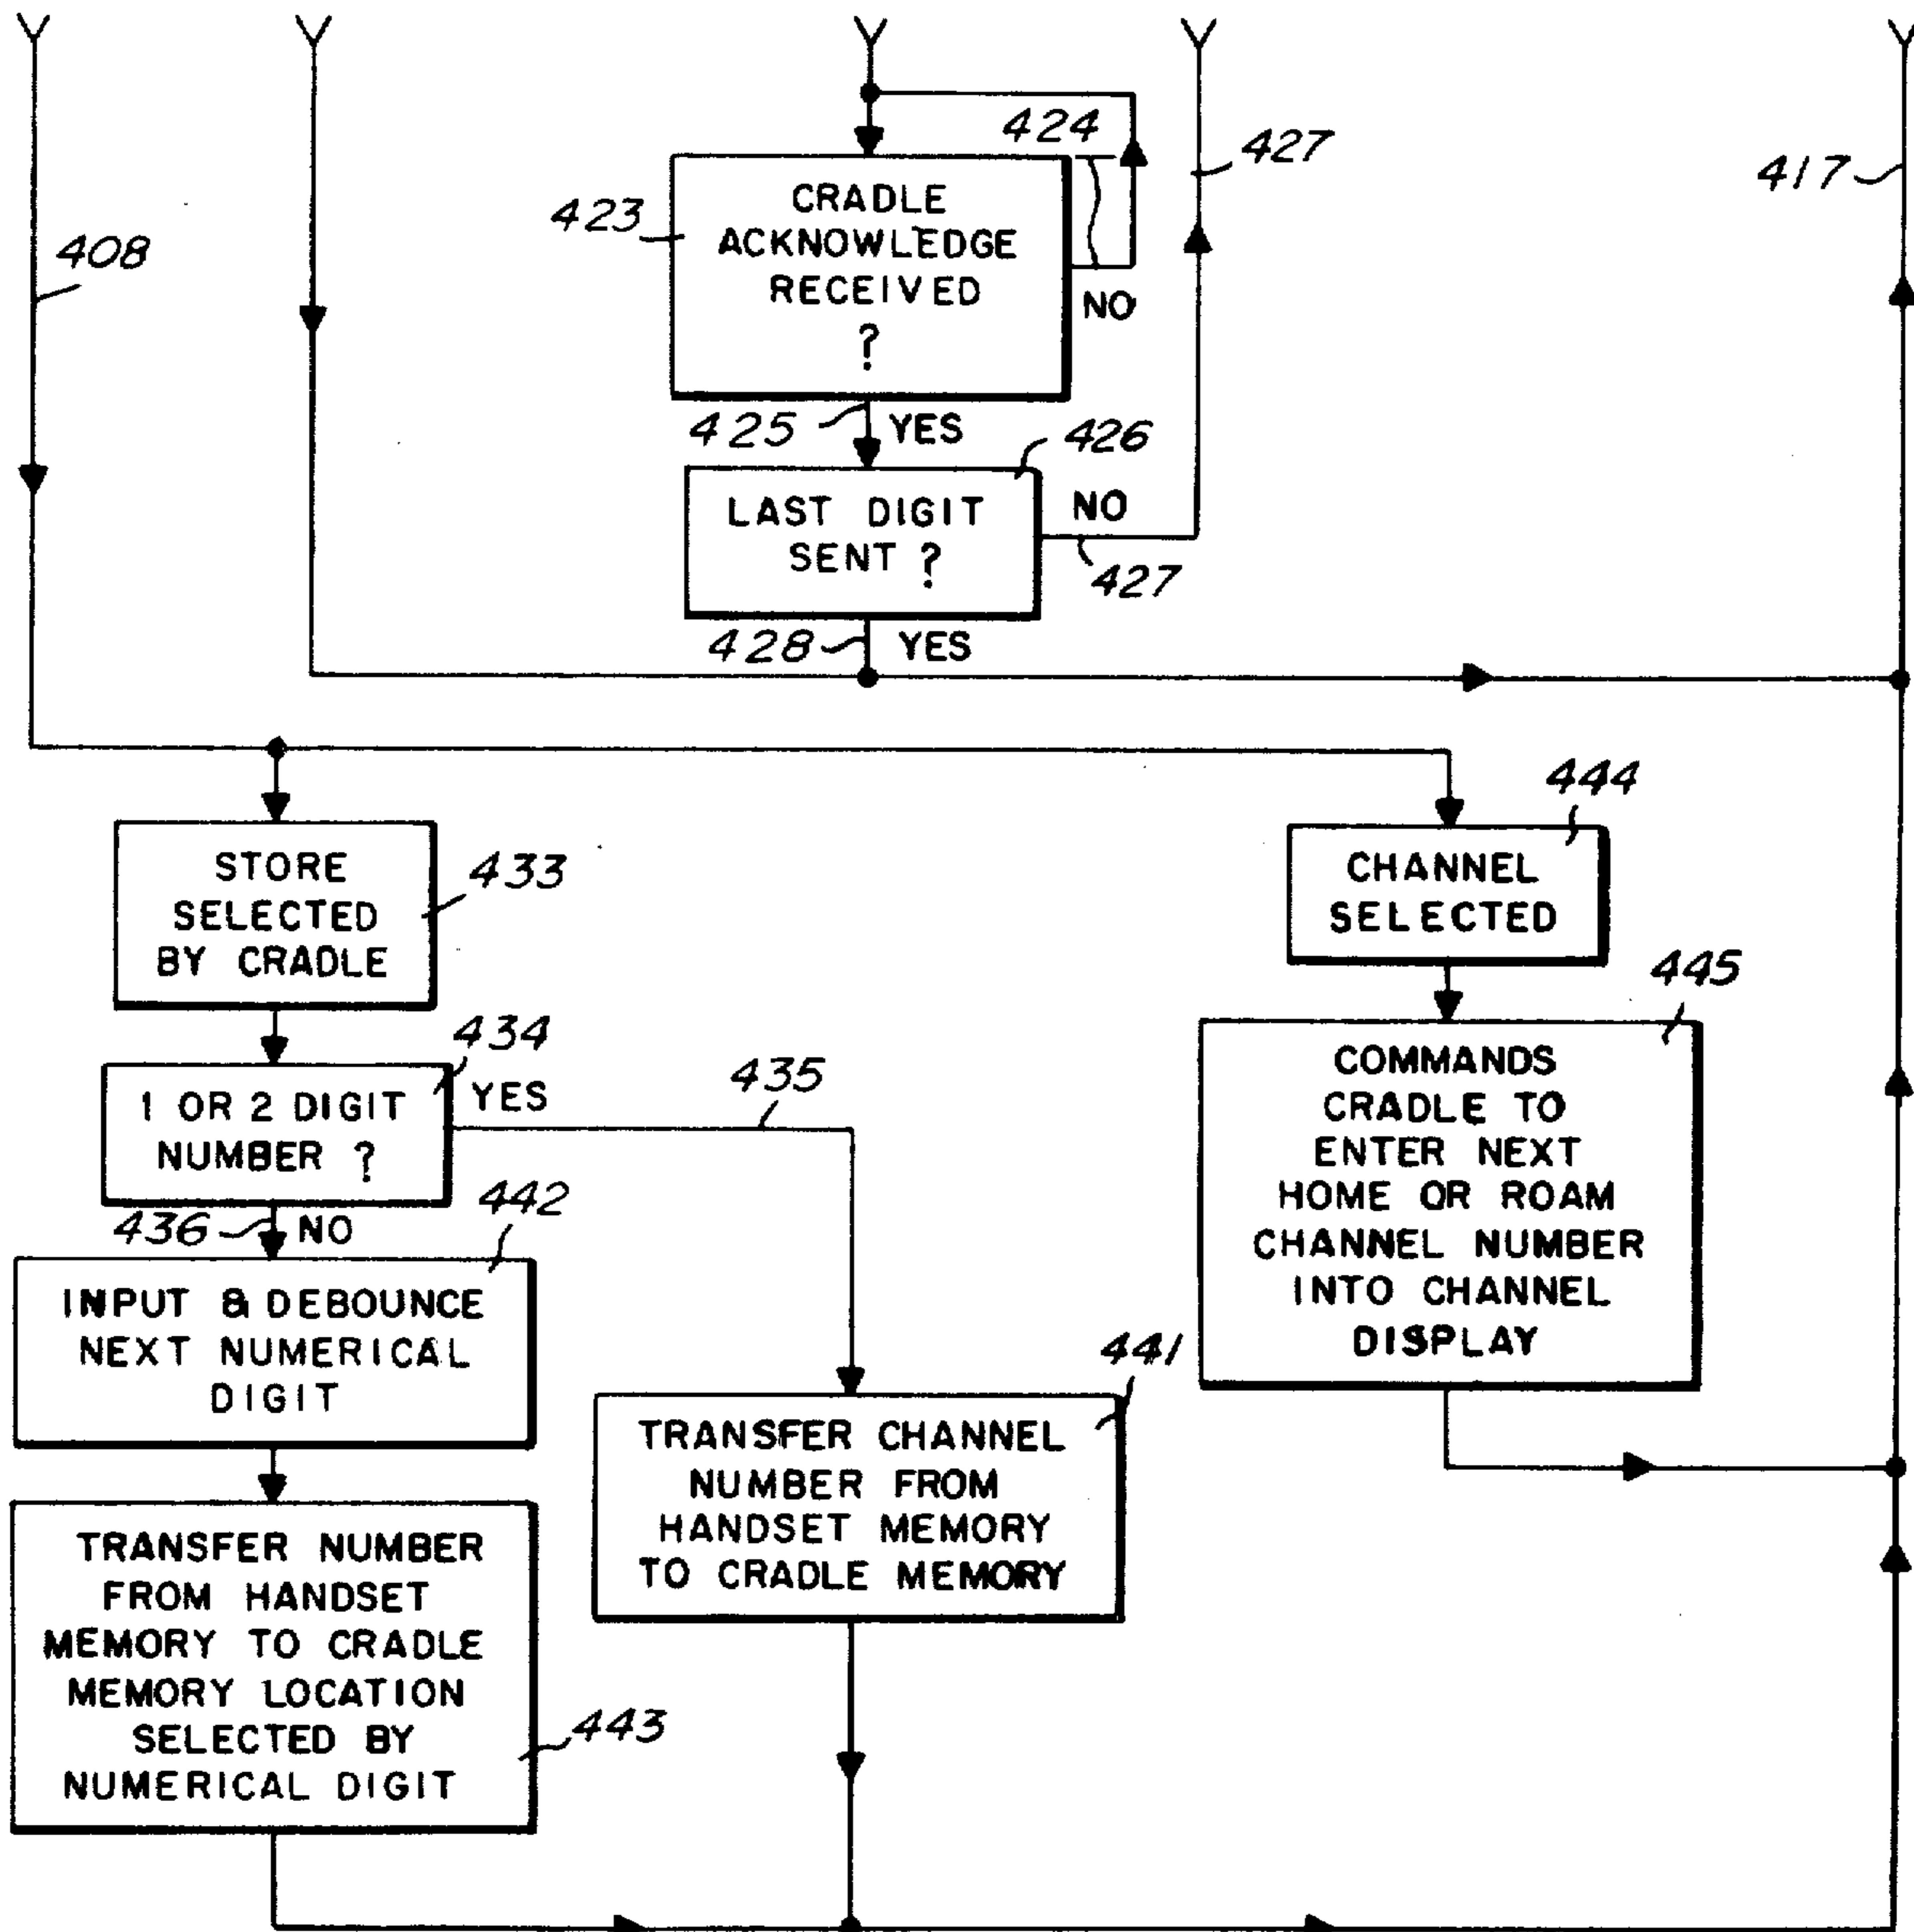 424
427
417
423
CRADLE
ACKNOWLEDGE
RECEIVED
?
NO
408
425
YES
426
LAST DIGIT
SENT ?
NO
427
428
YES
444
STORE
SELECTED
BY CRADLE
433
CHANNEL
SELECTED
445
434
1 OR 2 DIGIT
NUMBER ?
YES
435
COMMANDS
CRADLE TO
ENTER NEXT
HOME OR ROAM
CHANNEL NUMBER
INTO CHANNEL
DISPLAY
436
NO
442
INPUT & DEBOUNCE
NEXT NUMERICAL
DIGIT
441
TRANSFER CHANNEL
NUMBER FROM
HANDSET MEMORY
TO CRADLE MEMORY
TRANSFER NUMBER
FROM HANDSET
MEMORY TO CRADLE
MEMORY LOCATION
SELECTED BY
NUMERICAL DIGIT
443